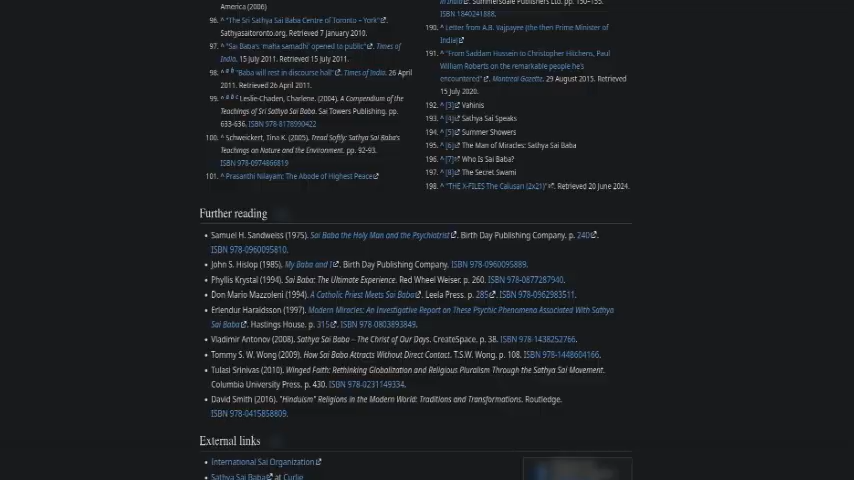 America (2006)
96. ^ "The Sri Sathya Sai Baba Centre of Toronto – York".
Sathyasaitoronto.org. Retrieved 7 January 2010.
97. ^ "Sai Baba's 'maha samadhi' opened to public". Times of
India. 15 July 2011. Retrieved 15 July 2011.
98. ^ a b "Baba will rest in discourse hall". Times of India. 26 April
2011. Retrieved 26 April 2011.
99. ^ a b c Leslie-Chaden, Charlene. (2004). A Compendium of the
Teachings of Sri Sathya Sai Baba. Sai Towers Publishing. pp.
633-636. ISBN 978-8178990422
100. ^ Schweickert, Tina K. (2005). Tread Softly: Sathya Sai Baba's
Teachings on Nature and the Environment. pp. 92-93.
ISBN 978-0974860819
101. ^ Prasanthi Nilayam: The Abode of Highest Peace
ISBN 1840241888.
190. ^ Letter from A.B. Vajpayee (the then Prime Minister of
India)
191. ^ "From Saddam Hussein to Christopher Hitchens, Paul
William Roberts on the remarkable people he's
encountered". Montreal Gazette. 29 August 2015. Retrieved
15 July 2020.
192. ^ [3] Vahinis
193. ^ [4] Sathya Sai Speaks
194. ^ [5] Summer Showers
195. ^ [6] The Man of Miracles: Sathya Sai Baba
196. ^ [7] Who Is Sai Baba?
197. ^ [8] The Secret Swami
198. ^ "THE X-FILES The Calusari (2x21)". Retrieved 20 June 2024.
Further reading
• Samuel H. Sandweiss (1975). Sai Baba the Holy Man and the Psychiatrist. Birth Day Publishing Company. p. 240.
ISBN 978-0960095810.
• John S. Hislop (1985). My Baba and I. Birth Day Publishing Company. ISBN 978-0960095889.
• Phyllis Krystal (1994). Sai Baba: The Ultimate Experience. Red Wheel Weiser. p. 260. ISBN 978-0877287940.
• Don Mario Mazzoleni (1994). A Catholic Priest Meets Sai Baba. Leela Press. p. 285. ISBN 978-0962983511.
• Erlendur Haraldsson (1997). Modern Miracles: An Investigative Report on These Psychic Phenomena Associated With Sathya
Sai Baba. Hastings House. p. 315. ISBN 978-0803893849.
• Vladimir Antonov (2008). Sathya Sai Baba – The Christ of Our Days. CreateSpace. p. 38. ISBN 978-1438252766.
• Tommy S. W. Wong (2009). How Sai Baba Attracts Without Direct Contact. T.S.W. Wong. p. 108. ISBN 978-1448604166.
• Tulasi Srinivas (2010). Winged Faith: Rethinking Globalization and Religious Pluralism Through the Sathya Sai Movement.
Columbia University Press. p. 430. ISBN 978-0231149334.
• David Smith (2016). "Hinduism" Religions in the Modern World: Traditions and Transformations. Routledge.
ISBN 978-0415858809.
External links
• International Sai Organization
• Sathya Sai Baba at Curlie